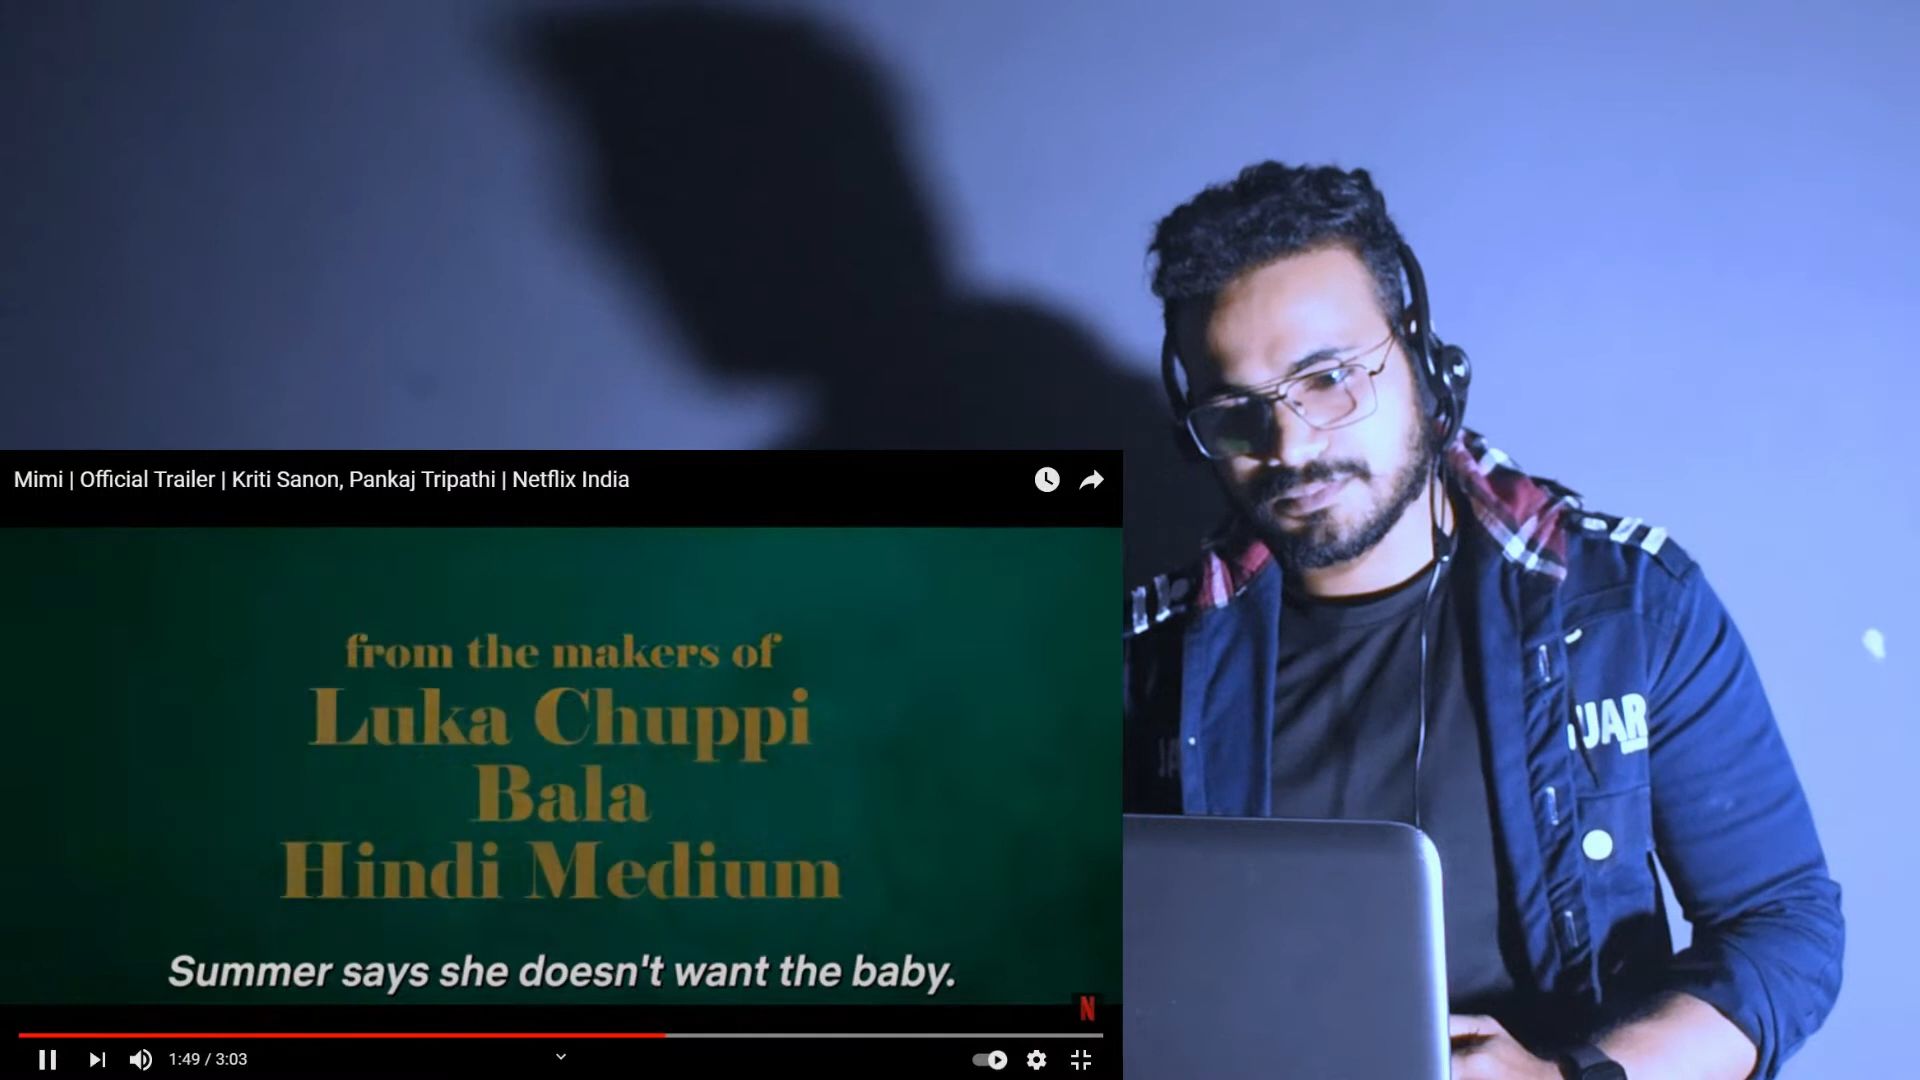 Mimi | Official Trailer | Kriti Sanon, Pankaj Tripathi | Netflix India
from the makers of
Luka Chuppi
Bala
Hindi Medium
Summer says she doesn't want the baby.
N
1:49 / 3:03
UAR